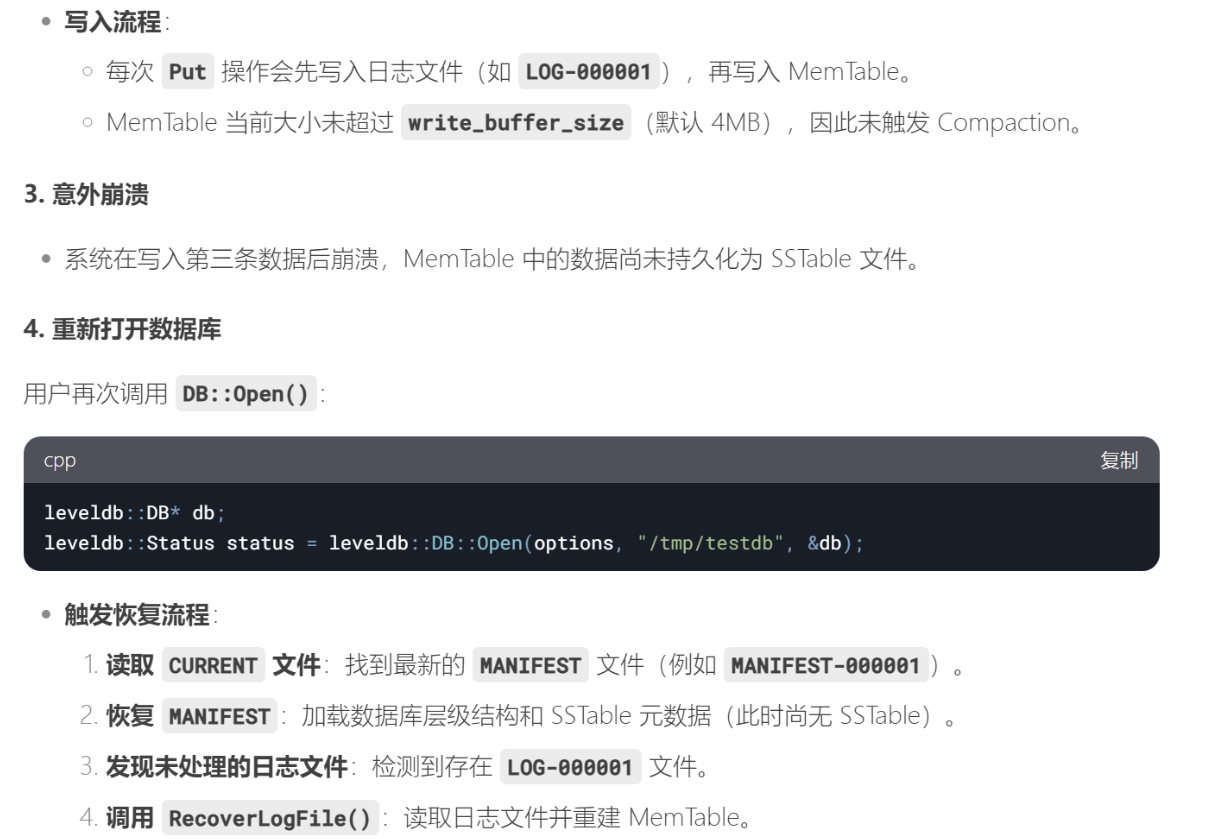 • 写入流程：
○ 每次 Put 操作会先写入日志文件（如 LOG-000001），再写入 MemTable。
○ MemTable 当前大小未超过 write_buffer_size（默认 4MB），因此未触发 Compaction。
3. 意外崩溃
• 系统在写入第三条数据后崩溃，MemTable 中的数据尚未持久化为 SSTable 文件。
4. 重新打开数据库
用户再次调用 DB::Open()：
cpp 复制
leveldb::DB* db;
leveldb::Status status = leveldb::DB::Open(options, "/tmp/testdb", &db);
• 触发恢复流程：
1. 读取 CURRENT 文件：找到最新的 MANIFEST 文件（例如 MANIFEST-000001）。
2. 恢复 MANIFEST：加载数据库层级结构和 SSTable 元数据（此时尚无 SSTable）。
3. 发现未处理的日志文件：检测到存在 LOG-000001 文件。
4. 调用 RecoverLogFile()：读取日志文件并重建 MemTable。